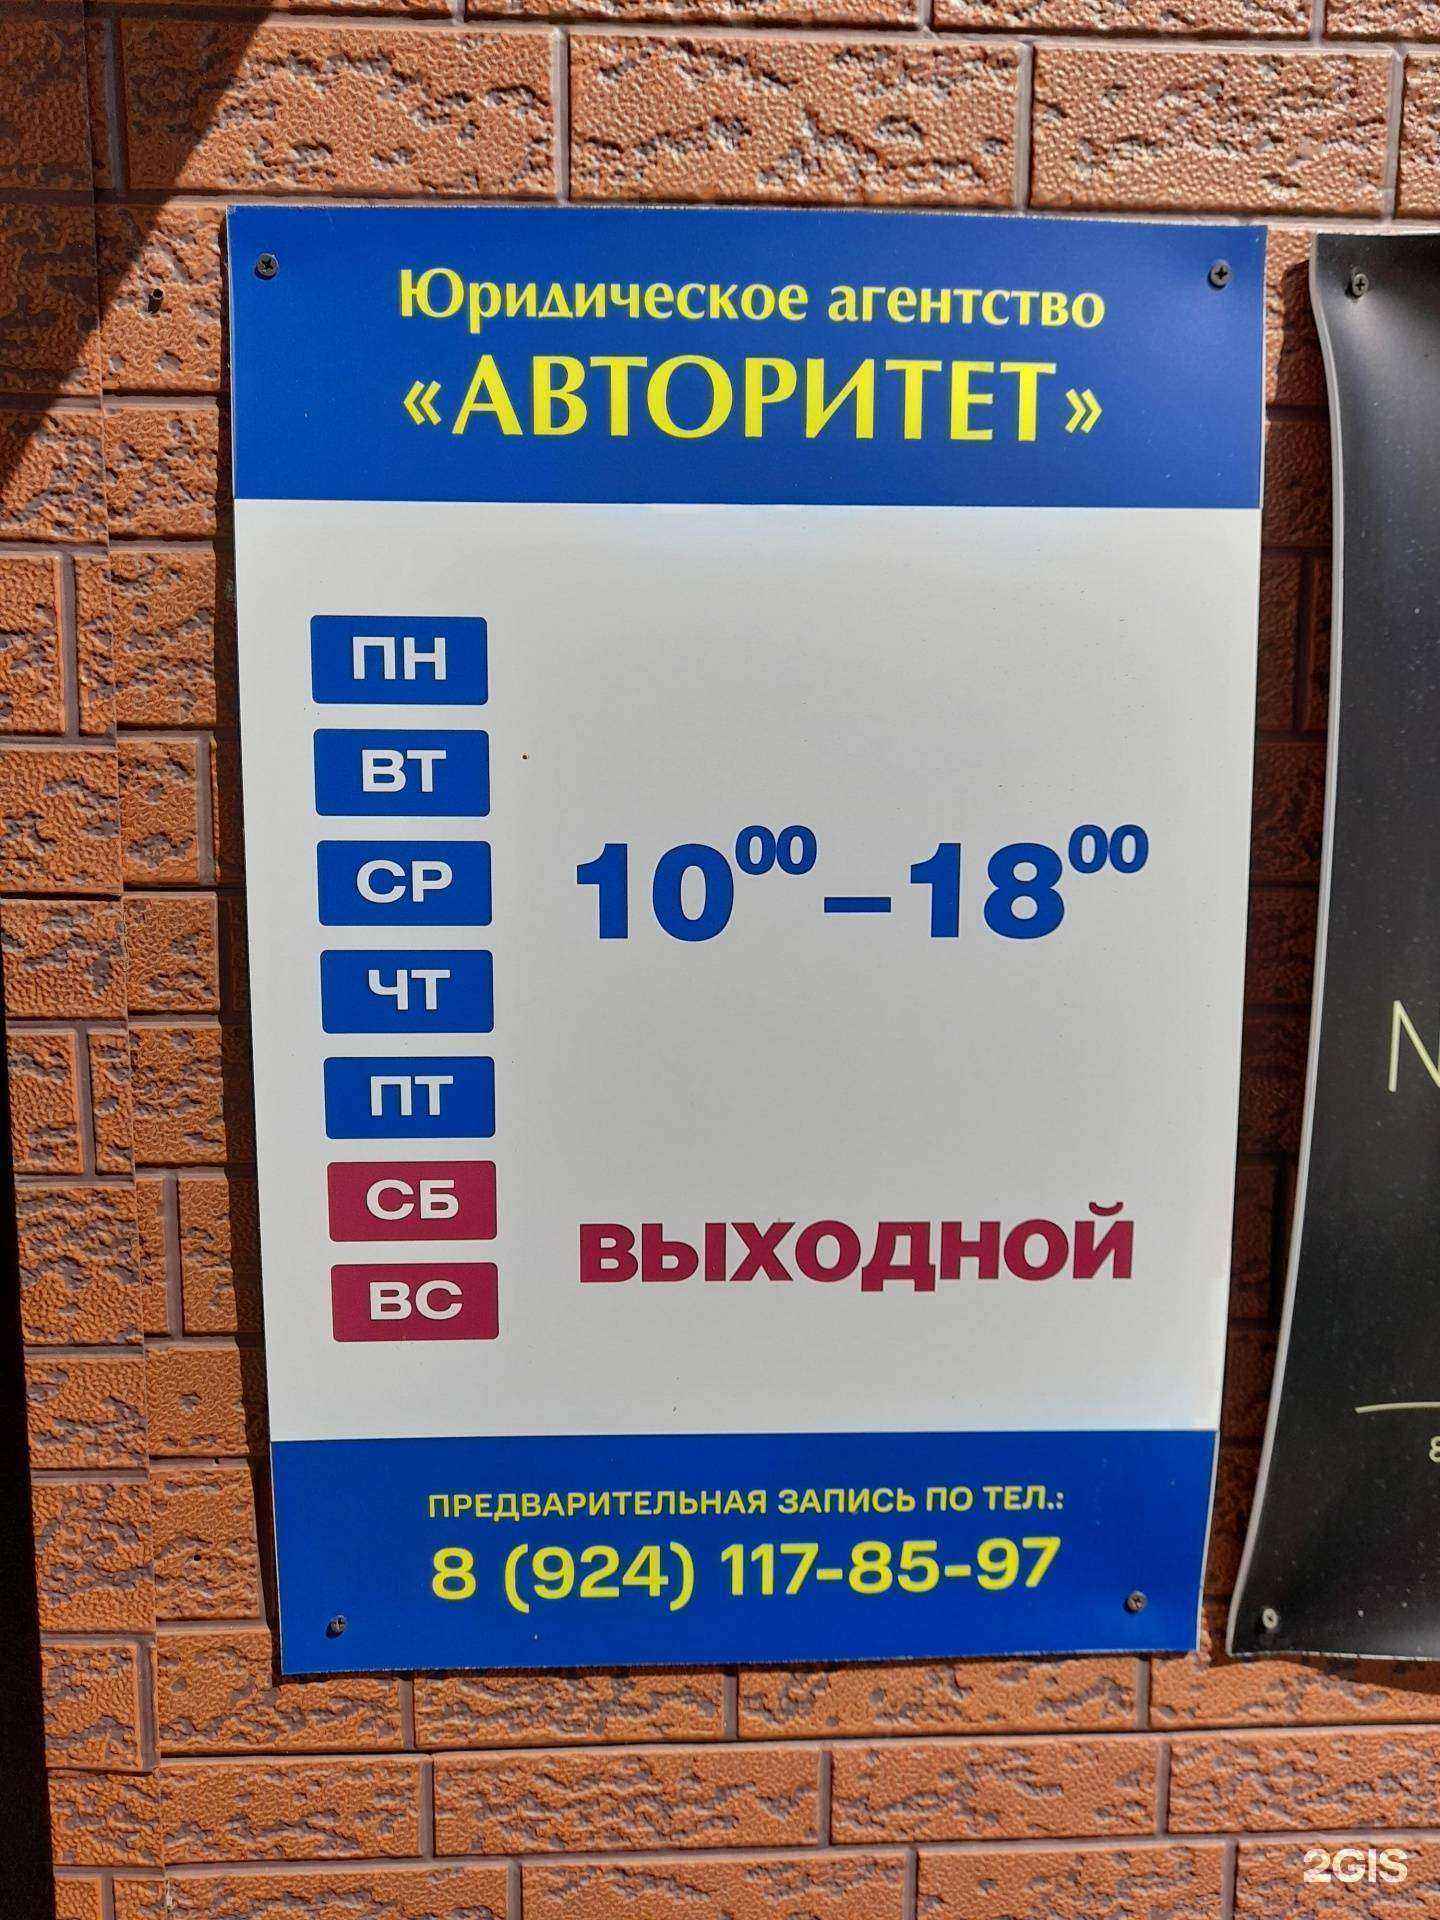 Юридическое агентство
«АВТОРИТЕТ»
ПН
ВТ
СР 10⁰⁰–18⁰⁰
ЧТ
ПТ
СБ
ВЫХОДНОЙ
ВС
ПРЕДВАРИТЕЛЬНАЯ ЗАПИСЬ ПО ТЕЛ.:
8 (924) 117-85-97
N
8
2GIS